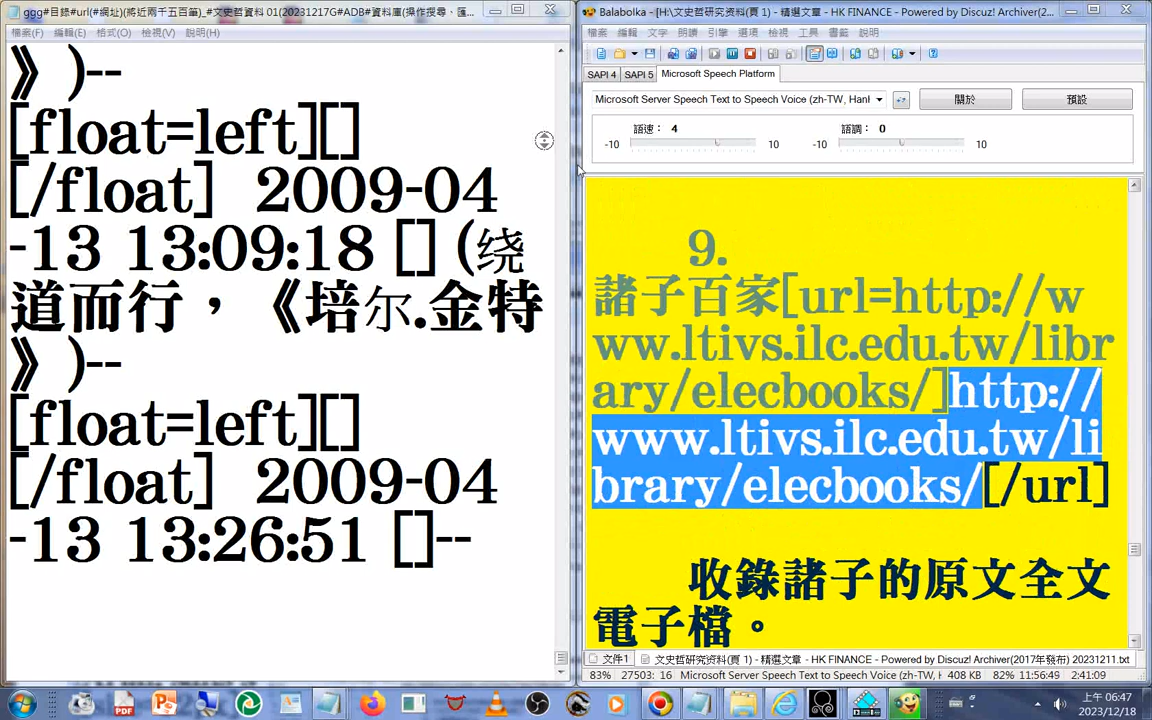 ggg#目錄#url(#網址)(將近兩千五百筆)_#文史哲資料 01(20231217G#ADB#資料庫(操作搜尋、匯...
檔案(F) 編輯(E) 格式(O) 檢視(V) 說明(H)
》)--
[float=left][]
[/float] 2009-04
-13 13:09:18 [] (绕
道而行，《培尔.金特
》)--
[float=left][]
[/float] 2009-04
-13 13:26:51 []--
Balabolka - [H:\文史哲研究资料(頁 1) - 精選文章 - HK FINANCE - Powered by Discuz! Archiver(2...
檔案 編輯 文字 朗讀 引擎 選項 檢視 工具 書籤 說明
SAPI 4 SAPI 5 Microsoft Speech Platform
Microsoft Server Speech Text to Speech Voice (zh-TW, Hanl
關於 預設
語速： 4 語調： 0
-10 10 -10 10
9.
諸子百家[url=http://w
ww.ltivs.ilc.edu.tw/libr
ary/elecbooks/]http://
www.ltivs.ilc.edu.tw/li
brary/elecbooks/[/url]
收錄諸子的原文全文
電子檔。
文件1 文史哲研究资料(頁 1) - 精選文章 - HK FINANCE - Powered by Discuz! Archiver(2017年發布) 20231211.txt
83% 27503: 16 Microsoft Server Speech Text to Speech Voice (zh-TW, H 408 KB 82% 11:56:49 2:41:09
上午 06:47
2023/12/18